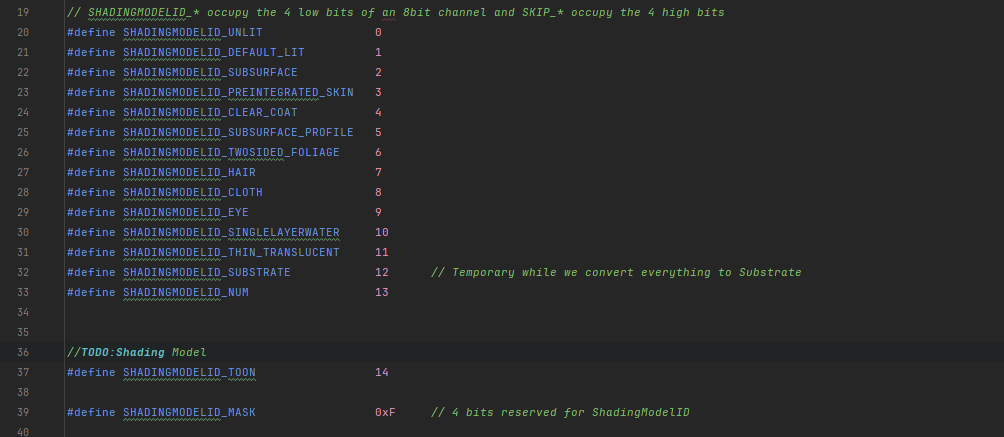 19 // SHADINGMODELID_* occupy the 4 low bits of an 8bit channel and SKIP_* occupy the 4 high bits
20 #define SHADINGMODELID_UNLIT 0
21 #define SHADINGMODELID_DEFAULT_LIT 1
22 #define SHADINGMODELID_SUBSURFACE 2
23 #define SHADINGMODELID_PREINTEGRATED_SKIN 3
24 #define SHADINGMODELID_CLEAR_COAT 4
25 #define SHADINGMODELID_SUBSURFACE_PROFILE 5
26 #define SHADINGMODELID_TWOSIDED_FOLIAGE 6
27 #define SHADINGMODELID_HAIR 7
28 #define SHADINGMODELID_CLOTH 8
29 #define SHADINGMODELID_EYE 9
30 #define SHADINGMODELID_SINGLELAYERWATER 10
31 #define SHADINGMODELID_THIN_TRANSLUCENT 11
32 #define SHADINGMODELID_SUBSTRATE 12 // Temporary while we convert everything to Substrate
33 #define SHADINGMODELID_NUM 13
34
35
36 //TODO:Shading Model
37 #define SHADINGMODELID_TOON 14
38
39 #define SHADINGMODELID_MASK 0xF // 4 bits reserved for ShadingModelID
40